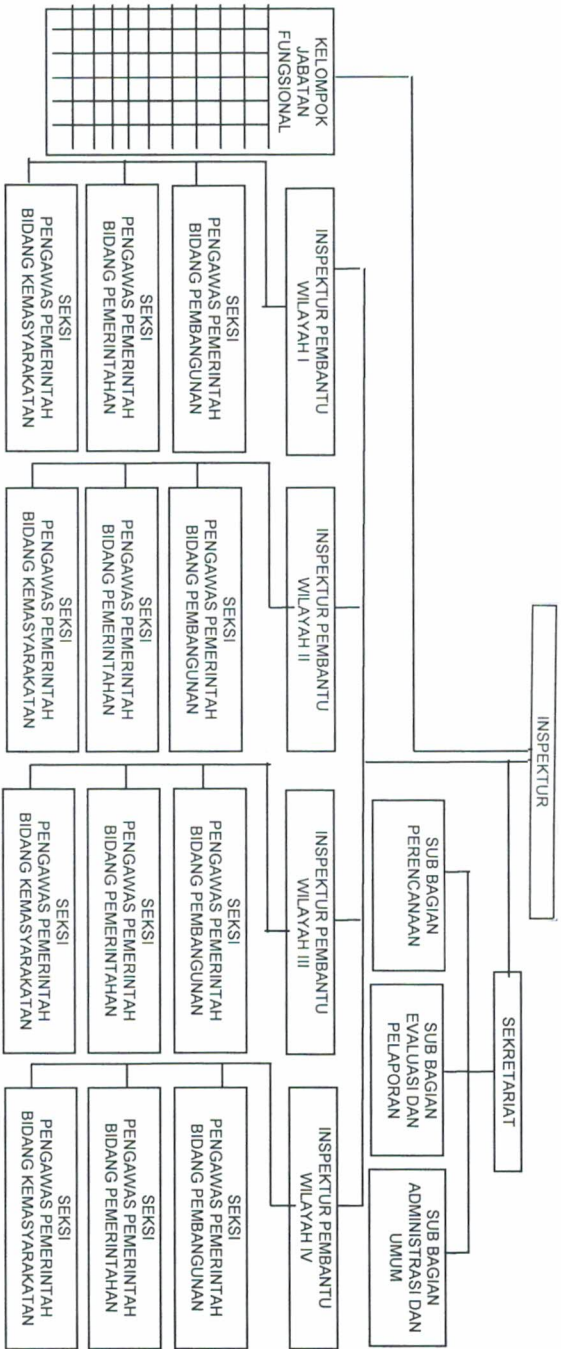 INSPEKTUR
SEKRETARIAT
SUB BAGIAN
PERENCANAAN
SUB BAGIAN
EVALUASI DAN
PELAPORAN
SUB BAGIAN
ADMINISTRASI DAN
UMUM
KELOMPOK
JABATAN
FUNGSIONAL
INSPEKTUR PEMBANTU
WILAYAH I
SEKSI
PENGAWAS PEMERINTAH
BIDANG PEMBANGUNAN
SEKSI
PENGAWAS PEMERINTAH
BIDANG PEMERINTAHAN
SEKSI
PENGAWAS PEMERINTAH
BIDANG KEMASYARAKATAN
INSPEKTUR PEMBANTU
WILAYAH II
SEKSI
PENGAWAS PEMERINTAH
BIDANG PEMBANGUNAN
SEKSI
PENGAWAS PEMERINTAH
BIDANG PEMERINTAHAN
SEKSI
PENGAWAS PEMERINTAH
BIDANG KEMASYARAKATAN
INSPEKTUR PEMBANTU
WILAYAH III
SEKSI
PENGAWAS PEMERINTAH
BIDANG PEMBANGUNAN
SEKSI
PENGAWAS PEMERINTAH
BIDANG PEMERINTAHAN
SEKSI
PENGAWAS PEMERINTAH
BIDANG KEMASYARAKATAN
INSPEKTUR PEMBANTU
WILAYAH IV
SEKSI
PENGAWAS PEMERINTAH
BIDANG PEMBANGUNAN
SEKSI
PENGAWAS PEMERINTAH
BIDANG PEMERINTAHAN
SEKSI
PENGAWAS PEMERINTAH
BIDANG KEMASYARAKATAN